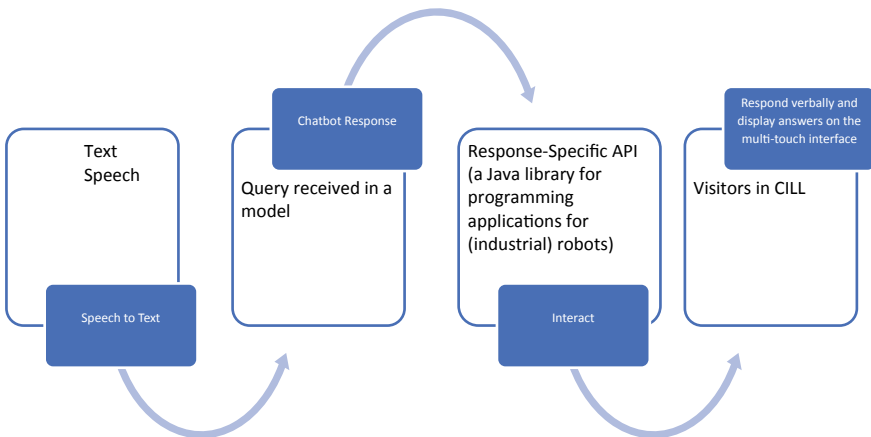 Text
Speech
Speech to Text
Chatbot Response
Query received in a
model
Response-Specific API
(a Java library for
programming
applications for
(industrial) robots)
Interact
Respond verbally and
display answers on the
multi-touch interface
Visitors in CILL